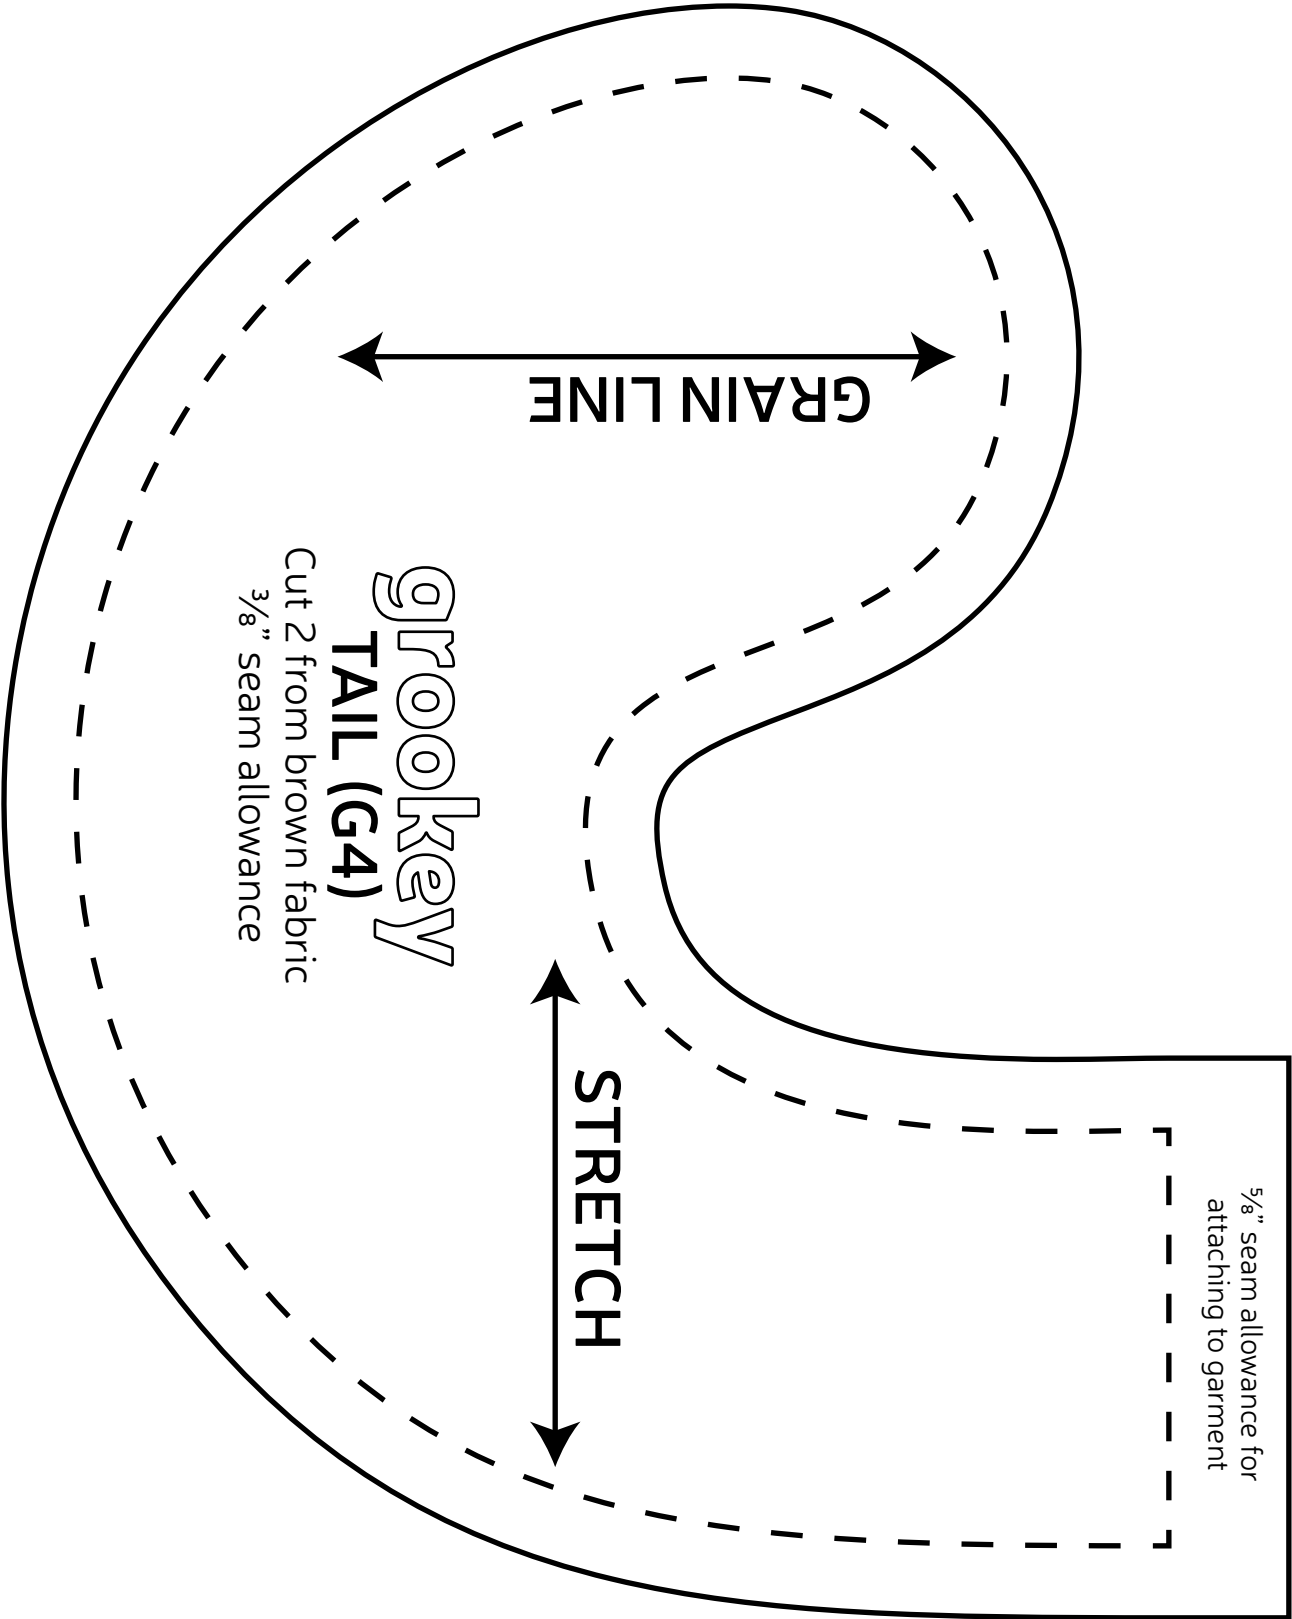 GRAIN LINE
grookey
TAIL (G4)
Cut 2 from brown fabric
⅜” seam allowance
STRETCH
⅝” seam allowance for
attaching to garment